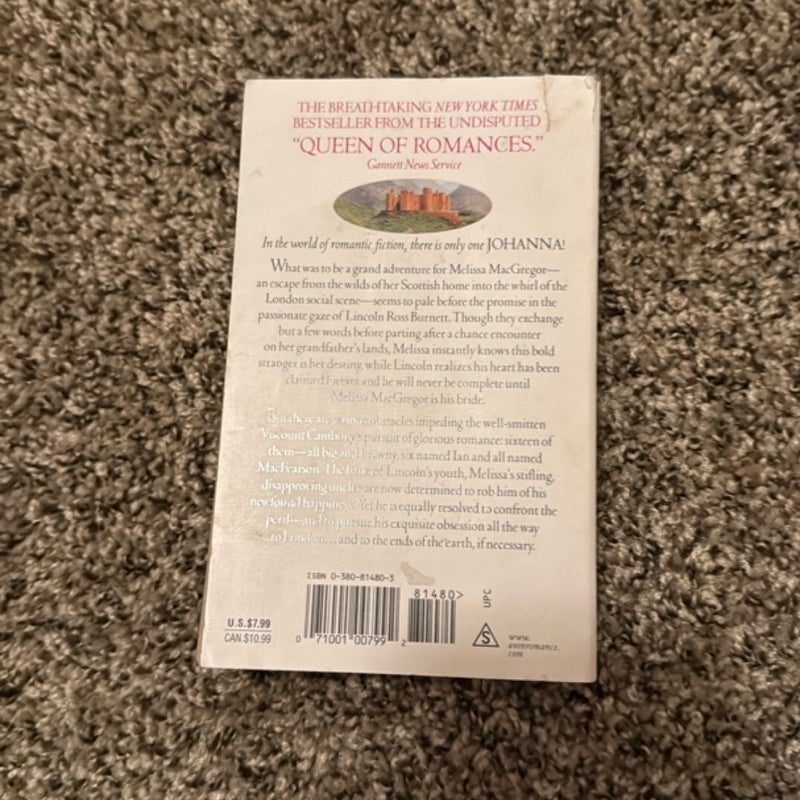 THE BREATHTAKING NEW YORK TIMES
BESTSELLER FROM THE UNDISPUTED
"QUEEN OF ROMANCES."
Gannett News Service
In the world of romantic fiction, there is only one JOHANNA!
What was to be a grand adventure for Melissa MacGregor—
an escape from the wilds of her Scottish home into the whirl of the
London social scene—seems to pale before the promise in the
passionate gaze of Lincoln Ross Burnett. Though they exchange
but a few words before parting after a chance encounter
on her grandfather's lands, Melissa instantly knows this bold
stranger is her destiny, while Lincoln realizes his heart has been
claimed forever and he will never be complete until
Melissa MacGregor is his bride.
But there are obstacles impeding the well-smitten
Viscount Cambury's pursuit of glorious romance: sixteen of
them—all big and brawny, six named Ian and all named
MacFearson. The of Lincoln's youth, Melissa's stifling,
disapproving uncles are now determined to rob him of his
newfound happiness. Yet he is equally resolved to confront the
peril—and to pursue his exquisite obsession all the way
to London... and to the ends of the earth, if necessary.
ISBN 0-380-81480-3
81480>
UPC
U.S.$7.99
CAN.$10.99
0 71001 00799 2
S
www.
avonromance.
com